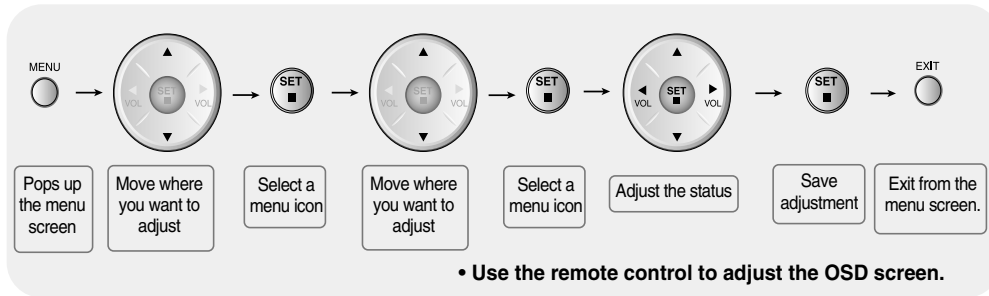 MENU
SET
VOL
VOL
SET
SET
VOL
VOL
SET
SET
VOL
VOL
SET
EXIT
Pops up
the menu
screen
Move where
you want to
adjust
Select a
menu icon
Move where
you want to
adjust
Select a
menu icon
Adjust the status
Save
adjustment
Exit from the
menu screen.
• Use the remote control to adjust the OSD screen.